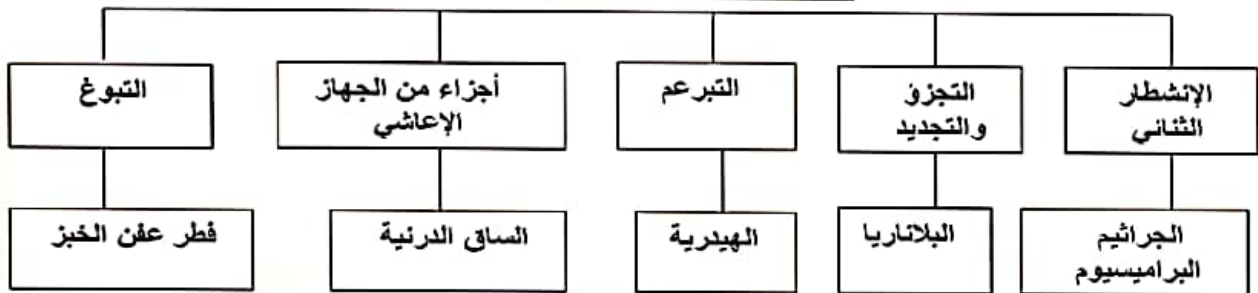 الإنشطار
الثنائي
التجزؤ
والتجديد
التبرعم
أجزاء من الجهاز
الإعاشي
التبوغ
الجراثيم
البراميسيوم
البلاناريا
الهيدرية
الساق الدرنية
فطر عفن الخبز